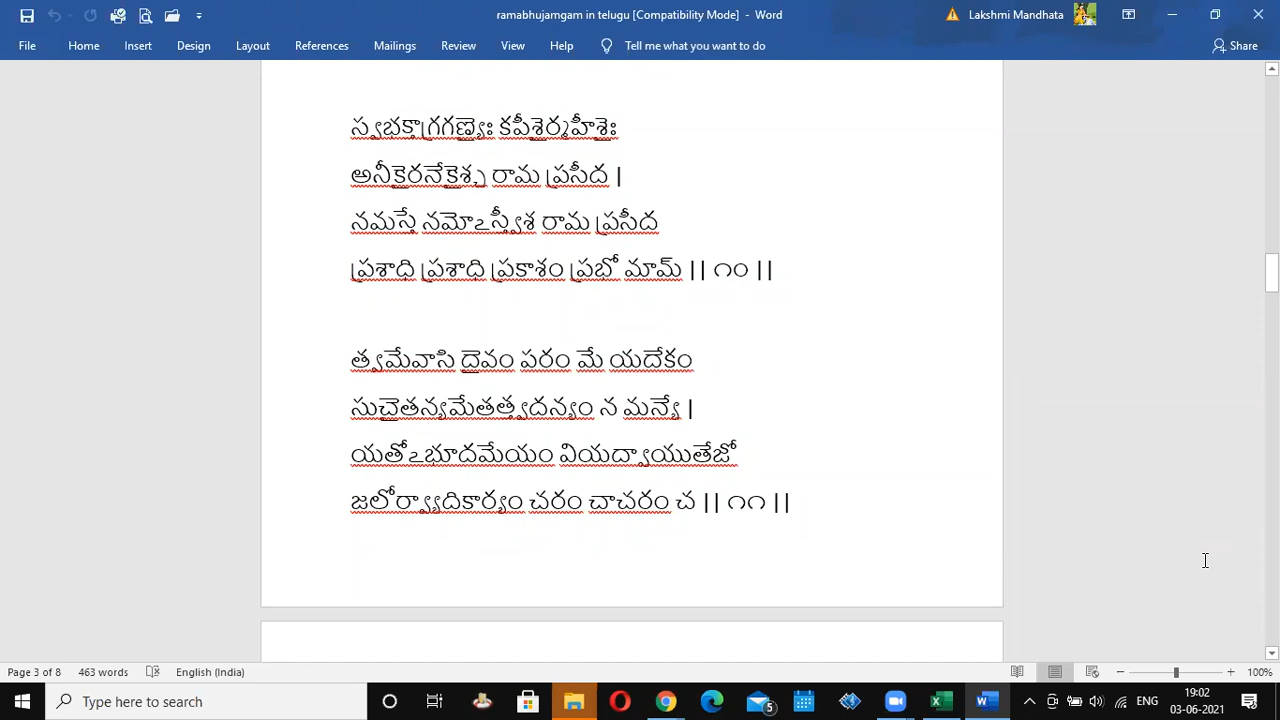 ramabhujamgam in telugu [Compatibility Mode] - Word
Lakshmi Mandhata
File Home Insert Design Layout References Mailings Review View Help Tell me what you want to do Share
స్వభక్తాగ్రగణ్యైః కపీశైర్మహీశైః
అనీకైరనేకైశ్చ రామ ప్రసీద |
నమస్తే నమోఽస్త్వీశ రామ ప్రసీద
ప్రశాధి ప్రశాధి ప్రకాశం ప్రభో మామ్ || ౧౦ ||
త్వమేవాసి దైవం పరం మే యదేకం
సుచైతన్యమేతత్త్వదన్యం న మన్యే |
యతోఽభూదమేయం వియద్వాయుతేజో
జలోర్వ్యాదికార్యం చరం చాచరం చ || ౧౧ ||
Page 3 of 8 463 words English (India) 100%
Type here to search
5
ENG
19:02
03-06-2021